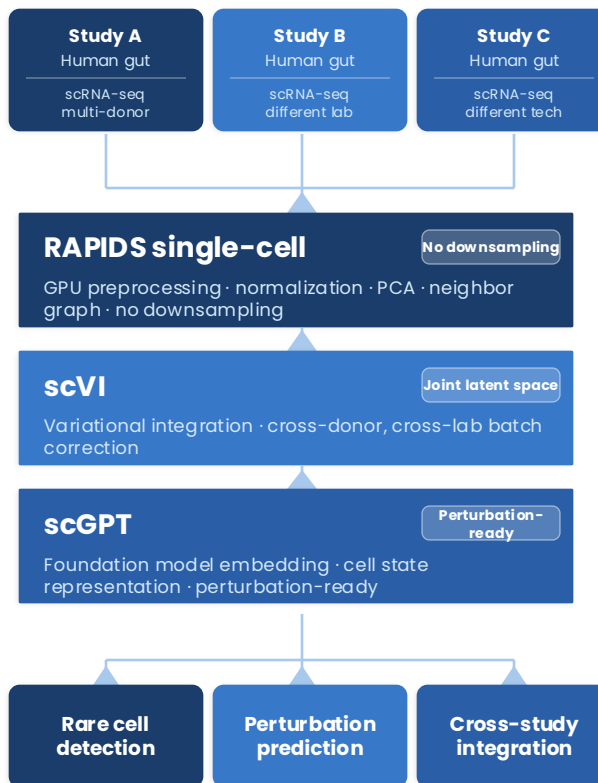 Study A
Human gut
scRNA-seq
multi-donor
Study B
Human gut
scRNA-seq
different lab
Study C
Human gut
scRNA-seq
different tech
RAPIDS single-cell
No downsampling
GPU preprocessing · normalization · PCA · neighbor
graph · no downsampling
scVI
Joint latent space
Variational integration · cross-donor, cross-lab batch
correction
scGPT
Perturbation-
ready
Foundation model embedding · cell state
representation · perturbation-ready
Rare cell
detection
Perturbation
prediction
Cross-study
integration